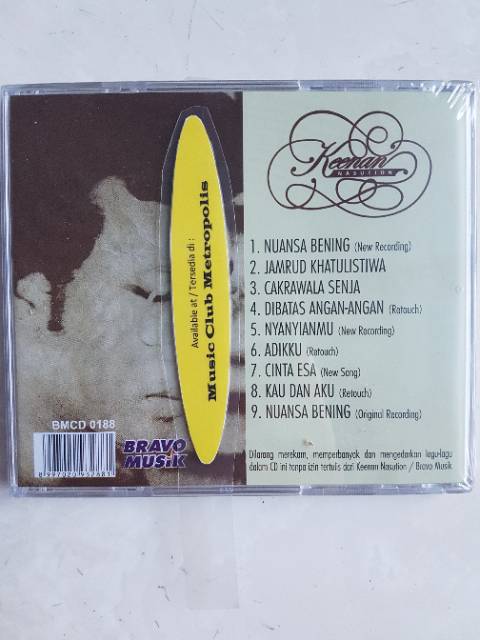 Keenan
NASUTION
1. NUANSA BENING (New Recording)
2. JAMRUD KHATULISTIWA
3. CAKRAWALA SENJA
4. DIBATAS ANGAN-ANGAN (Ratouch)
5. NYANYIANMU (New Recording)
6. ADIKKU (Ratouch)
7. CINTA ESA (New Song)
8. KAU DAN AKU (Retouch)
9. NUANSA BENING (Original Recording)
Dilarang merekam, memperbanyak dan mengedarkan lagu-lagu
dalam CD ini tanpa izin tertulis dari Keenan Nasution / Bravo Musik
Available at / Tersedia di :
Music Club Metropolis
BMCD 0188
BRAVO
MUSIK